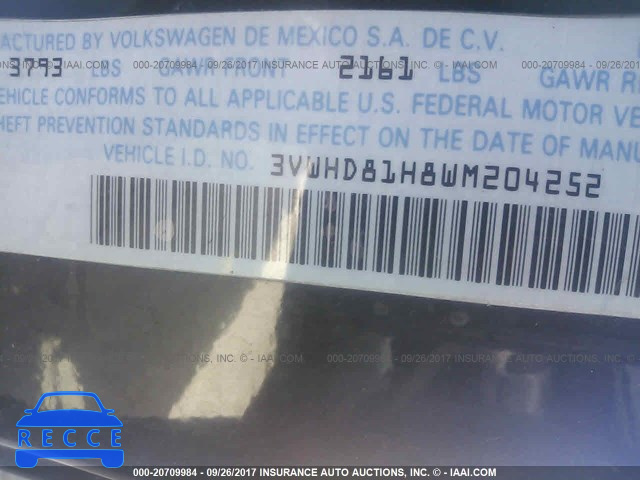 FACTURED BY VOLKSWAGEN DE MEXICO S.A. DE C.V.
3793 LBS GAWR FRONT 2161 LBS GAWR R
VEHICLE CONFORMS TO ALL APPLICABLE U.S. FEDERAL MOTOR VE
HEFT PREVENTION STANDARDS IN EFFECT ON THE DATE OF MANU
VEHICLE I.D. NO. 3VWHD81H8WM204252
000-20709984 - 09/26/2017 INSURANCE AUTO AUCTIONS, INC. © - IAAI.COM
RECCE